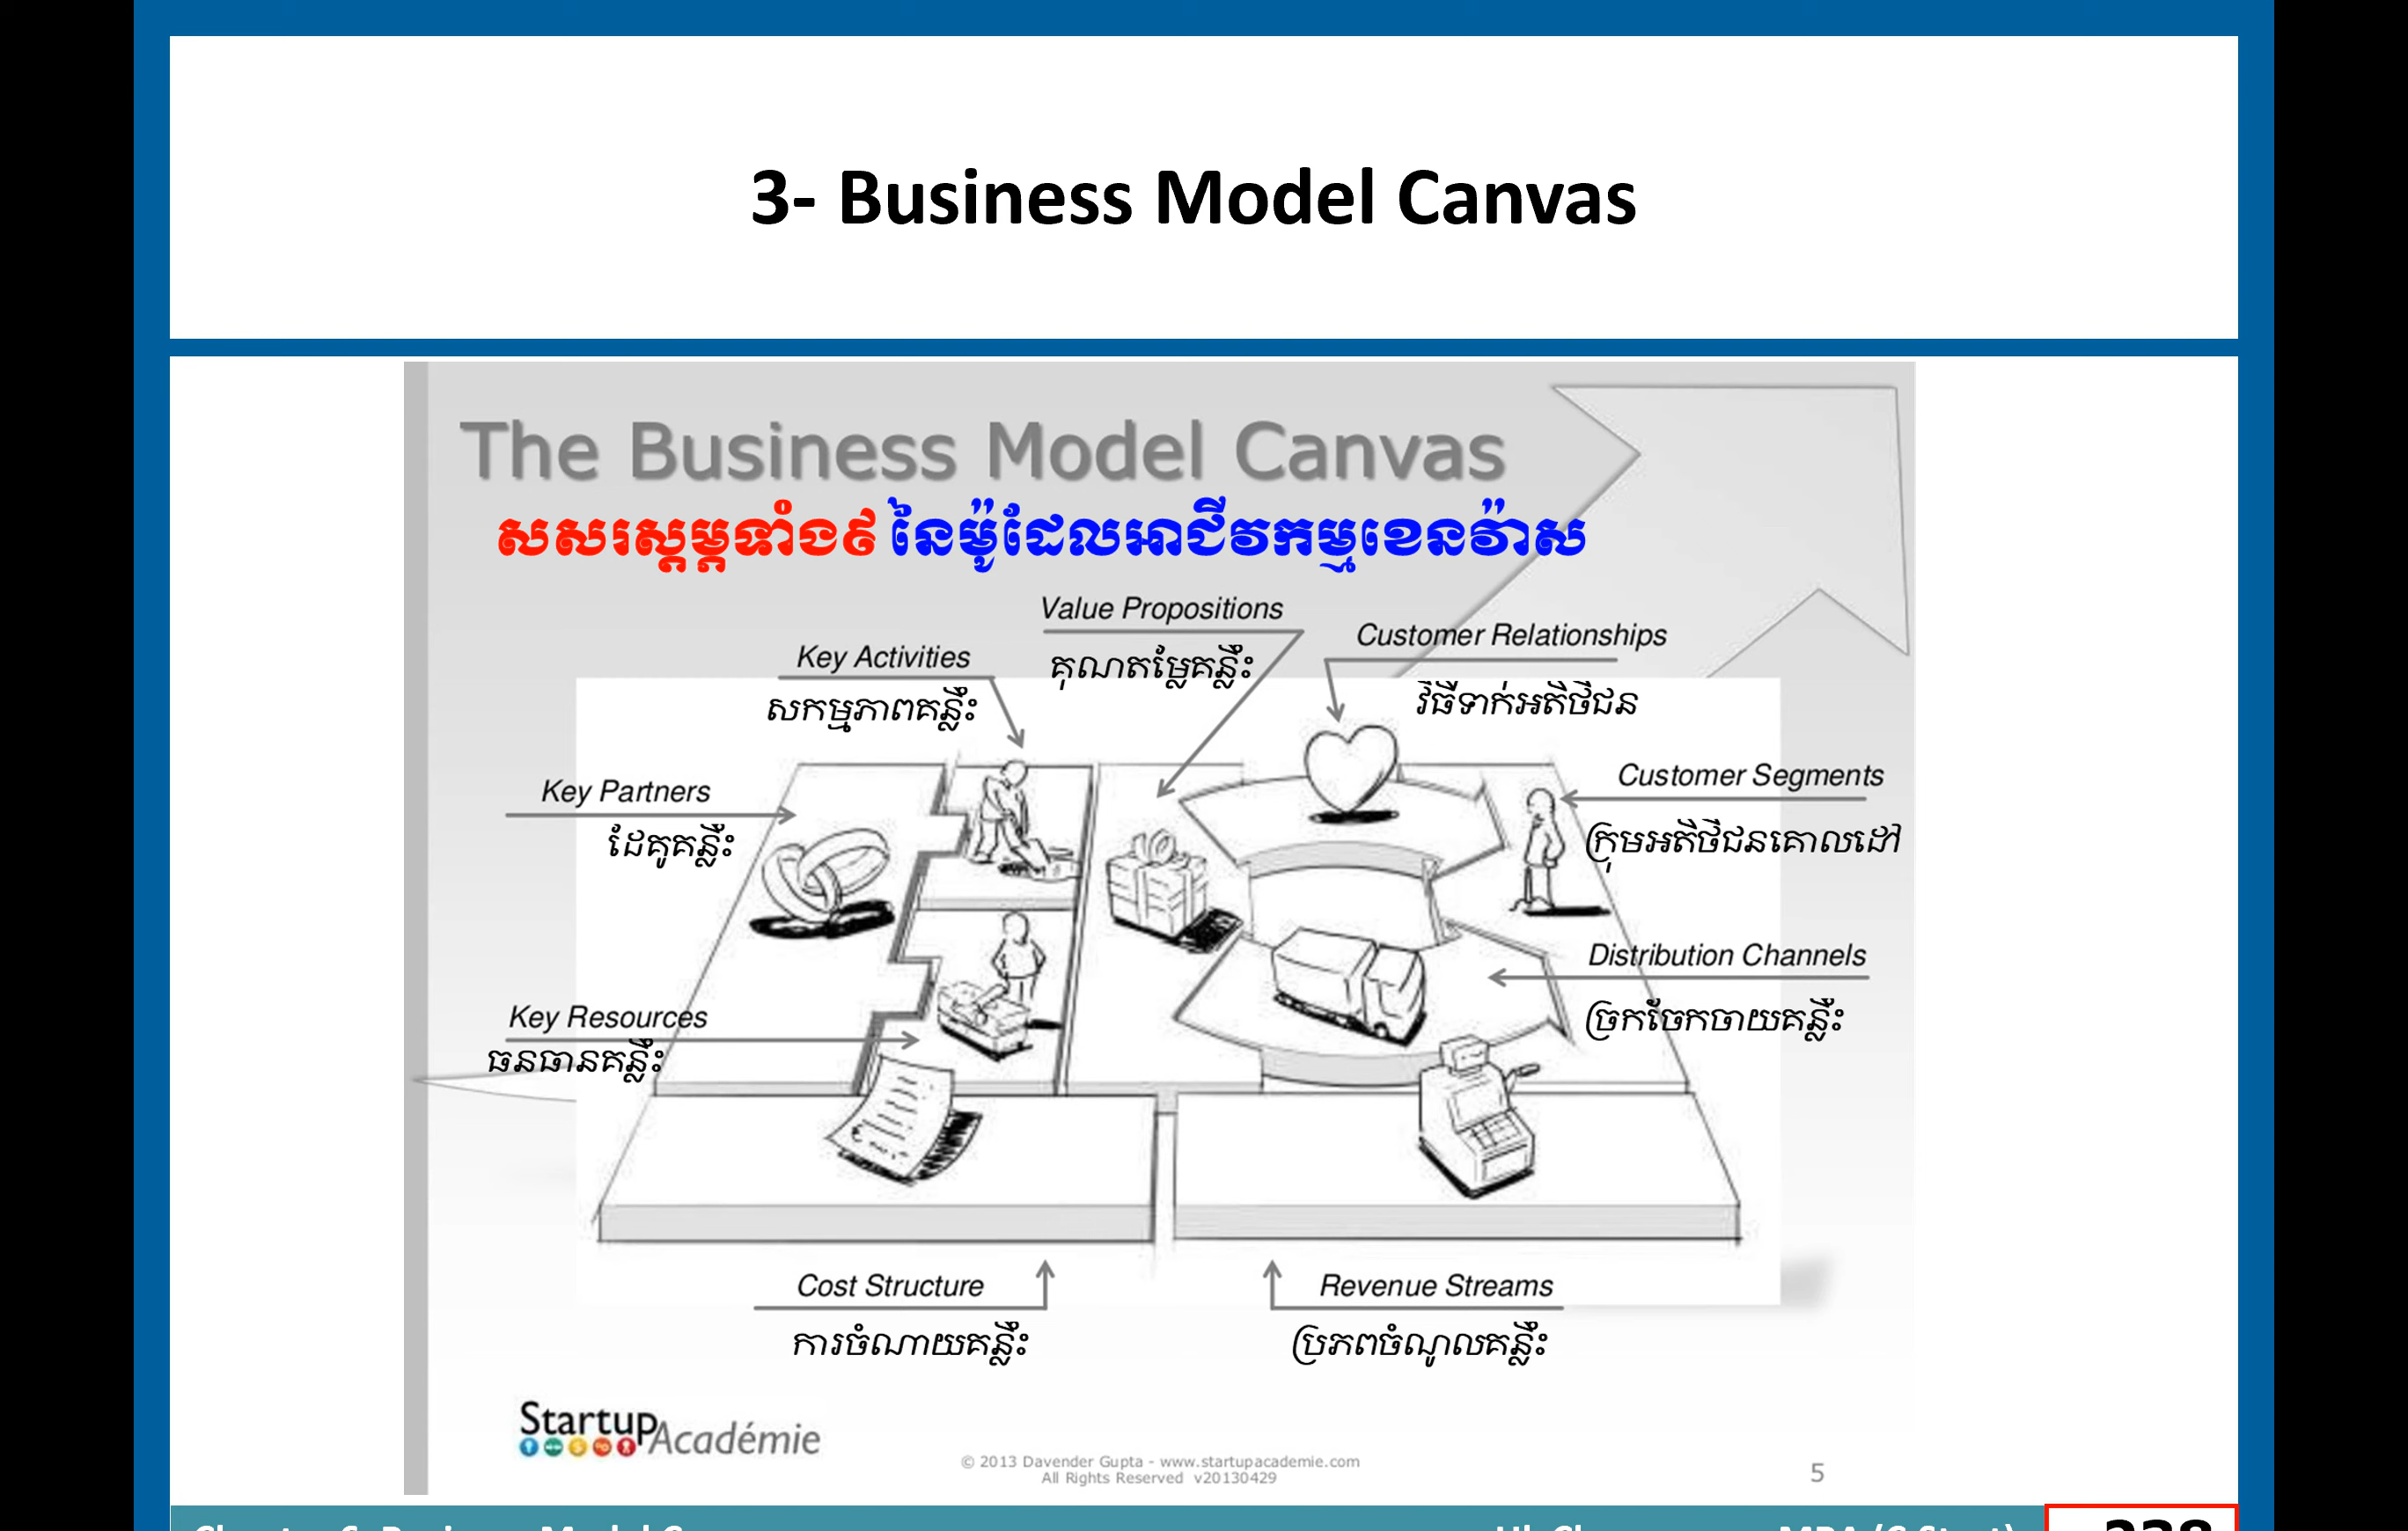 3- Business Model Canvas
The Business Model Canvas
សសរស្តម្ភទាំង៩ នៃម៉ូដែលអាជីវកម្មខេនវ៉ាស
Value Propositions
គុណតម្លៃគន្លឹះ
Customer Relationships
វិធីទាក់អតិថិជន
Key Activities
សកម្មភាពគន្លឹះ
Customer Segments
ក្រុមអតិថិជនគោលដៅ
Key Partners
ដៃគូគន្លឹះ
Distribution Channels
ច្រកចែកចាយគន្លឹះ
Key Resources
ធនធានគន្លឹះ
Cost Structure
ការចំណាយគន្លឹះ
Revenue Streams
ប្រភពចំណូលគន្លឹះ
StartupAcadémie
© 2013 Davender Gupta - www.startupacademie.com
All Rights Reserved v20130429
5